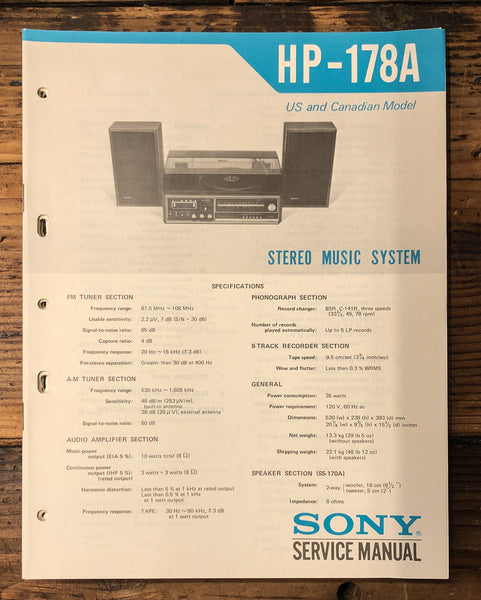 HP-178A
US and Canadian Model
STEREO MUSIC SYSTEM
SPECIFICATIONS
FM TUNER SECTION
Frequency range: 87.5 MHz ~ 108 MHz
Usable sensitivity: 2.2 μV, 7 dB (S/N = 30 dB)
Signal-to-noise ratio: 65 dB
Capture ratio: 4 dB
Frequency response: 20 Hz ~ 15 kHz (± 3 dB)
Fm-stereo separation: Greater than 30 dB at 400 Hz
A-M TUNER SECTION
Frequency range: 530 kHz ~ 1,605 kHz
Sensitivity: 48 dB/m (253 μV/m),
built-in antenna
26 dB (20 μV), external antenna
Signal-to-noise ratio: 50 dB
AUDIO AMPLIFIER SECTION
Music power
output (EIA 5 %): 10 watts total (8 Ω)
Continuous power
output (IHF 5 %): 3 watts + 3 watts (8 Ω)
(rated output)
Harmonic distortion: Less than 5 % at 1 kHz at rated output
Less than 0.5 % at 1 kHz
at 1 watt output
Frequency response: TAPE: 30 Hz ~ 50 kHz, ± 3 dB
at 1 watt output
PHONOGRAPH SECTION
Record changer: BSR C-141R, three speeds
(33⅓, 45, 78 rpm)
Number of records
played automatically: Up to 5 LP records
8-TRACK RECORDER SECTION
Tape speed: 9.5 cm/sec (3¾ inch/sec)
Wow and flutter: Less than 0.3 % WRMS
GENERAL
Power consumption: 35 watts
Power requirement: 120 V, 60 Hz ac
Dimensions: 530 (w) x 238 (h) x 393 (d) mm
20⅞ (w) x 9⅜ (h) x 15½ (d) inches
Net weight: 13.3 kg (29 lb 5 oz)
(without speakers)
Shipping weight: 22.1 kg (48 lb 12 oz)
(with speakers)
SPEAKER SECTION (SS-170A)
System: 2-way woofer, 16 cm (6½ ")
tweeter, 5 cm (2")
Impedance: 8 ohms
SONY
SERVICE MANUAL